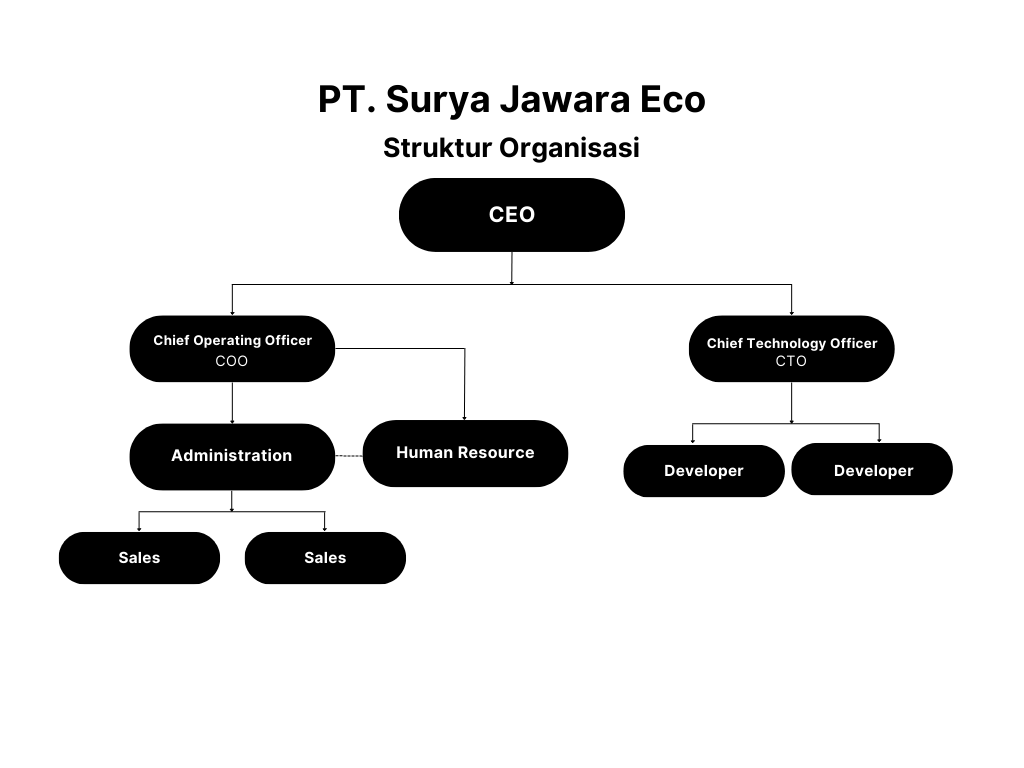 PT. Surya Jawara Eco
Struktur Organisasi
CEO
Chief Operating Officer
COO
Chief Technology Officer
CTO
Administration
Human Resource
Developer
Developer
Sales
Sales